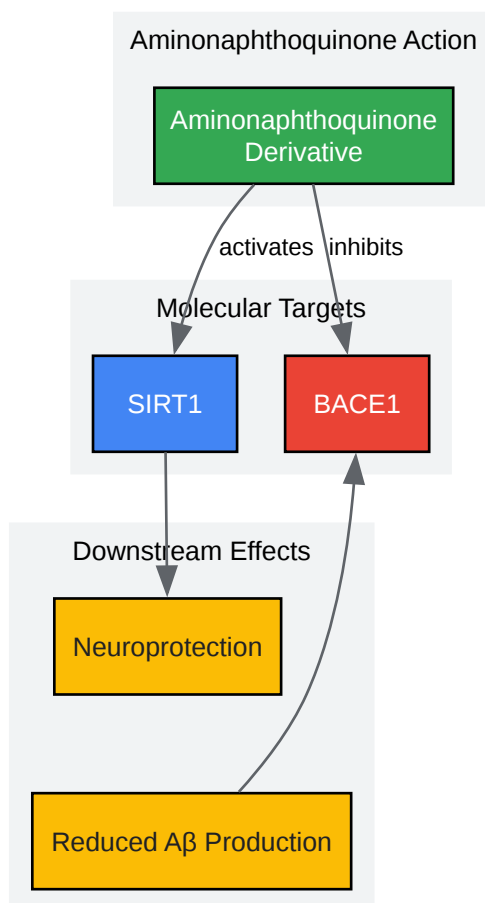 Aminonaphthoquinone Action
Aminonaphthoquinone
Derivative
activates
inhibits
Molecular Targets
SIRT1
BACE1
Downstream Effects
Neuroprotection
Reduced Aβ Production